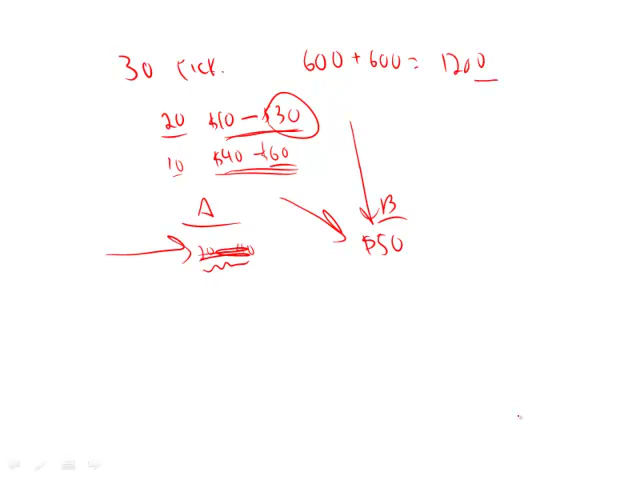 30 tick.
600 + 600 = 1200
20 $10 - $30
10 $40 - $60
A
B
$50